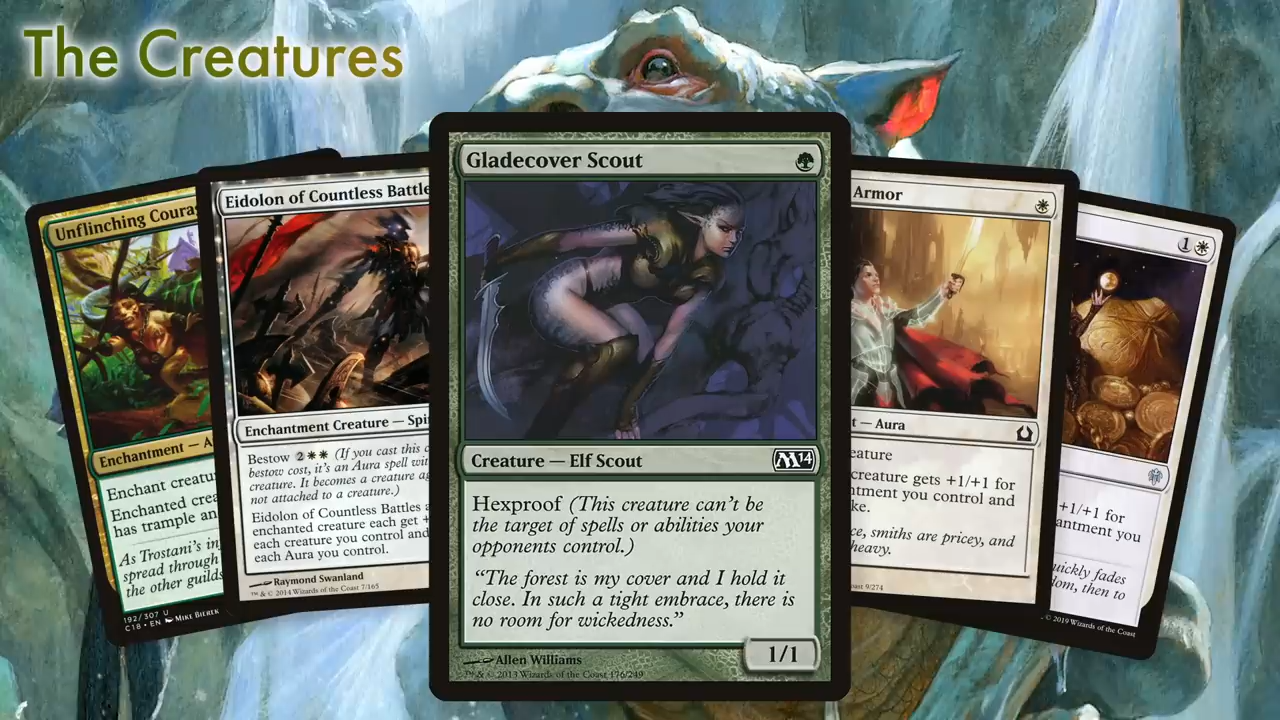 The Creatures
Unflinching Coura
Enchantment — A
Enchant creatu
Enchanted crea
has trample an
As Trostani's in
spread through
the other guilds
192/307 U
C18 • EN MIKE BIEREK
Eidolon of Countless Battle
Enchantment Creature — Spi
Bestow 2 (If you cast this c
bestow cost, it's an Aura spell wit
creature. It becomes a creature ag
not attached to a creature.)
Eidolon of Countless Battles a
enchanted creature each get +
each creature you control and
each Aura you control.
Raymond Swanland
™ & © 2014 Wizards of the Coast 7/165
Gladecover Scout
Creature — Elf Scout
M14
Hexproof (This creature can't be
the target of spells or abilities your
opponents control.)
“The forest is my cover and I hold it
close. In such a tight embrace, there is
no room for wickedness.”
1/1
Allen Williams
™ & © 2013 Wizards of the Coast 176/249
Armor
t — Aura
eature
creature gets +1/+1 for
ntment you control and
ke.
ce, smiths are pricey, and
heavy.
ast 9/274
1
+1/+1 for
antment you
uickly fades
dom, then to
& © 2019 Wizards of the Coast